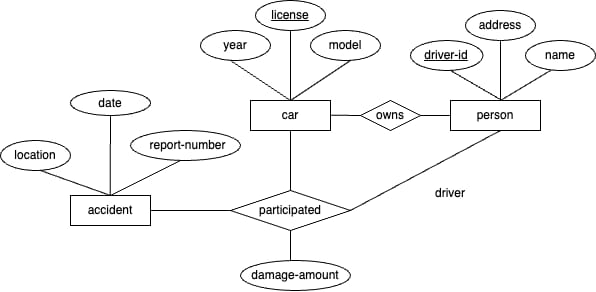 license
year
model
address
driver-id
name
date
car
owns
person
location
report-number
accident
participated
driver
damage-amount